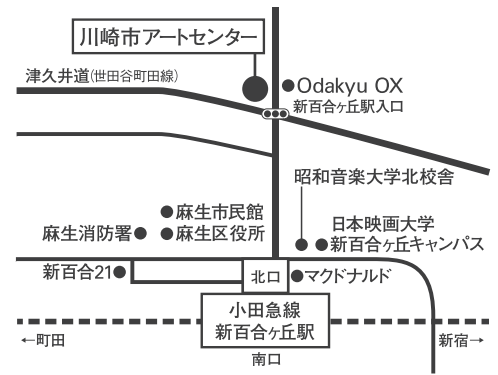 川崎市アートセンター
津久井道(世田谷町田線)
Odakyu OX
新百合ヶ丘駅入口
昭和音楽大学北校舎
麻生市民館
日本映画大学
麻生消防署
麻生区役所
新百合ヶ丘キャンパス
新百合21
北口
マクドナルド
小田急線
新百合ヶ丘駅
←町田
新宿→
南口